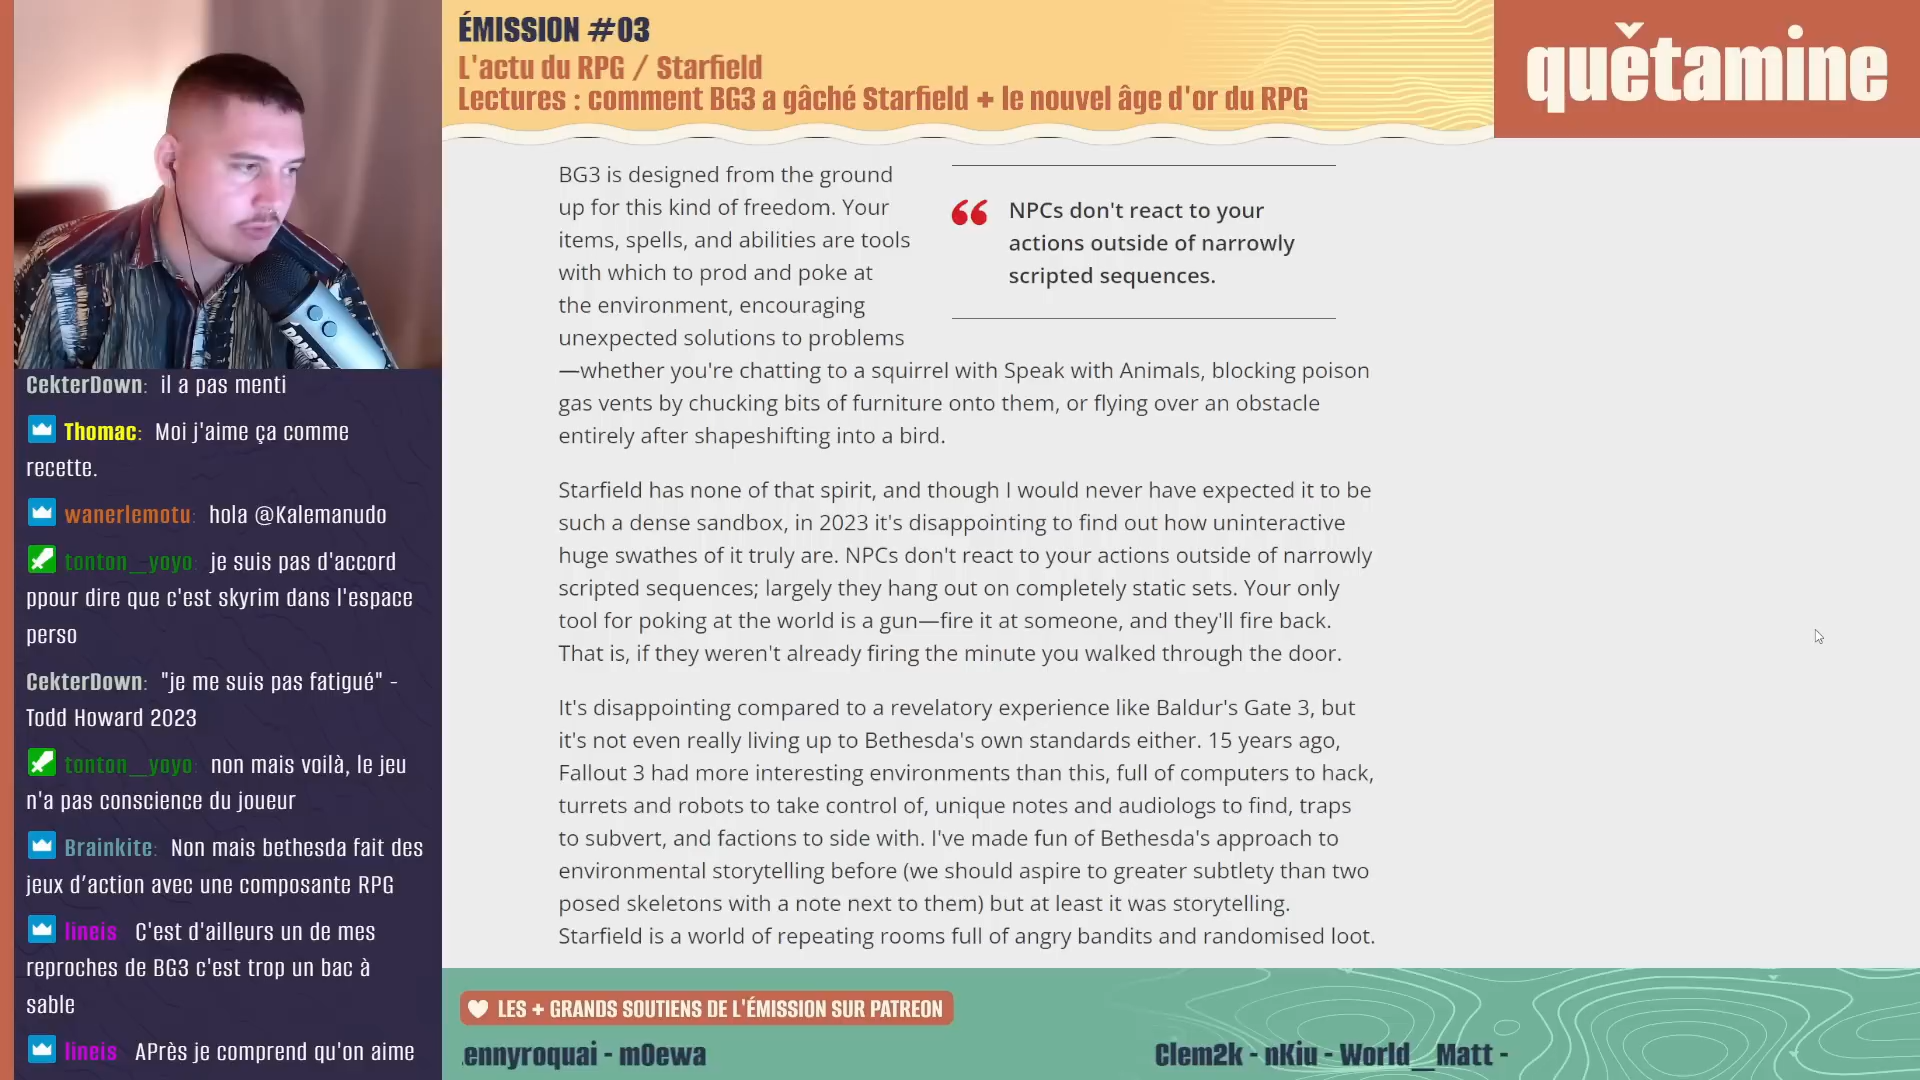 ÉMISSION #03
L'actu du RPG / Starfield
Lectures : comment BG3 a gâché Starfield + le nouvel âge d'or du RPG
quětamine
BG3 is designed from the ground
up for this kind of freedom. Your
items, spells, and abilities are tools
with which to prod and poke at
the environment, encouraging
unexpected solutions to problems
—whether you're chatting to a squirrel with Speak with Animals, blocking poison
gas vents by chucking bits of furniture onto them, or flying over an obstacle
entirely after shapeshifting into a bird.
“ NPCs don't react to your
actions outside of narrowly
scripted sequences.
Starfield has none of that spirit, and though I would never have expected it to be
such a dense sandbox, in 2023 it's disappointing to find out how uninteractive
huge swathes of it truly are. NPCs don't react to your actions outside of narrowly
scripted sequences; largely they hang out on completely static sets. Your only
tool for poking at the world is a gun—fire it at someone, and they'll fire back.
That is, if they weren't already firing the minute you walked through the door.
It's disappointing compared to a revelatory experience like Baldur's Gate 3, but
it's not even really living up to Bethesda's own standards either. 15 years ago,
Fallout 3 had more interesting environments than this, full of computers to hack,
turrets and robots to take control of, unique notes and audiologs to find, traps
to subvert, and factions to side with. I've made fun of Bethesda's approach to
environmental storytelling before (we should aspire to greater subtlety than two
posed skeletons with a note next to them) but at least it was storytelling.
Starfield is a world of repeating rooms full of angry bandits and randomised loot.
CekterDown: il a pas menti
Thomac: Moi j'aime ça comme
recette.
wanerlemotu: hola @Kalemanudo
tonton_yoyo: je suis pas d'accord
ppour dire que c'est skyrim dans l'espace
perso
CekterDown: "je me suis pas fatigué" -
Todd Howard 2023
tonton_yoyo: non mais voilà, le jeu
n'a pas conscience du joueur
Brainkite: Non mais bethesda fait des
jeux d’action avec une composante RPG
lineis C'est d'ailleurs un de mes
reproches de BG3 c'est trop un bac à
sable
lineis APrès je comprend qu'on aime
LES + GRANDS SOUTIENS DE L'ÉMISSION SUR PATREON
ennyroquai - m0ewa
Clem2k - nKiu - World_Matt -